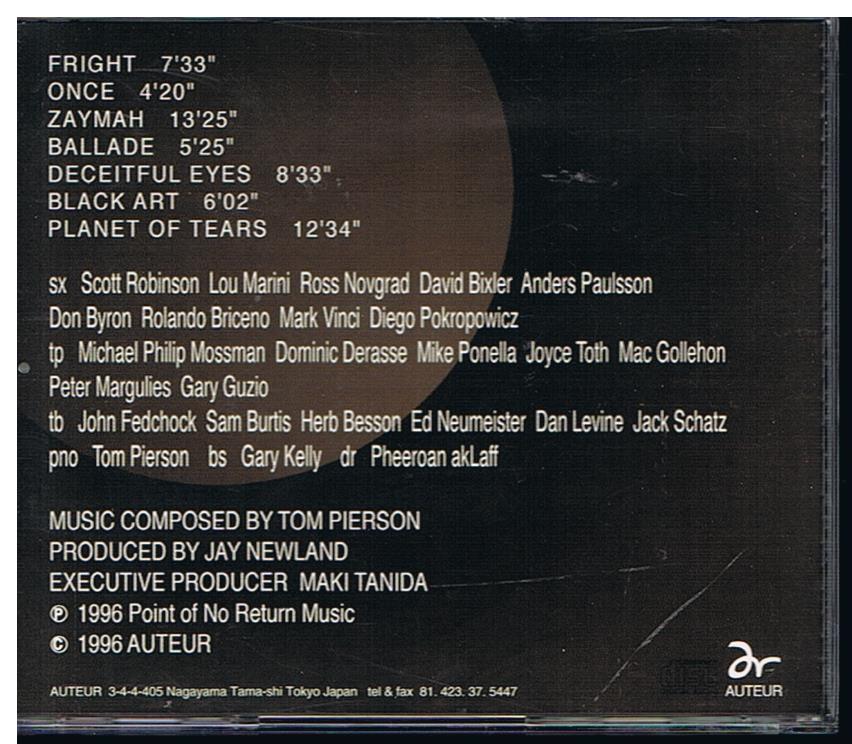 FRIGHT 7'33"
ONCE 4'20"
ZAYMAH 13'25"
BALLADE 5'25"
DECEITFUL EYES 8'33"
BLACK ART 6'02"
PLANET OF TEARS 12'34"
sx Scott Robinson Lou Marini Ross Novgrad David Bixler Anders Paulsson
Don Byron Rolando Briceno Mark Vinci Diego Pokropowicz
tp Michael Philip Mossman Dominic Derasse Mike Ponella Joyce Toth Mac Gollehon
Peter Margulies Gary Guzio
tb John Fedchock Sam Burtis Herb Besson Ed Neumeister Dan Levine Jack Schatz
pno Tom Pierson bs Gary Kelly dr Pheeroan akLaff
MUSIC COMPOSED BY TOM PIERSON
PRODUCED BY JAY NEWLAND
EXECUTIVE PRODUCER MAKI TANIDA
℗ 1996 Point of No Return Music
© 1996 AUTEUR
ar
AUTEUR
AUTEUR 3-4-4-405 Nagayama Tama-shi Tokyo Japan tel & fax 81. 423. 37. 5447